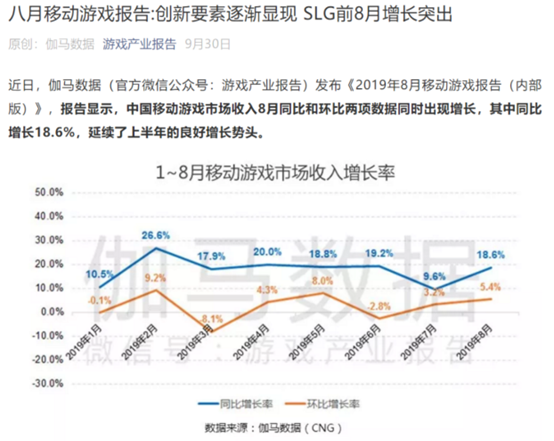 八月移动游戏报告:创新要素逐渐显现 SLG前8月增长突出
原创：伽马数据 游戏产业报告 9月30日
近日，伽马数据（官方微信公众号：游戏产业报告）发布《2019年8月移动游戏报告（内部
版）》，报告显示，中国移动游戏市场收入8月同比和环比两项数据同时出现增长，其中同比
增长18.6%，延续了上半年的良好增长势头。
1~8月移动游戏市场收入增长率
50.0%
40.0%
30.0%
20.0%
10.0%
0.0%
-10.0%
-20.0%
-30.0%
10.5% 26.6% 17.9% 20.0% 18.8% 19.2% 9.6% 18.6%
-0.1% 9.2% -8.1% 4.3% 8.0% -2.8% 3.2% 5.4%
2019年1月 2019年2月 2019年3月 2019年4月 2019年5月 2019年6月 2019年7月 2019年8月
伽马数据
微信号：游戏产业报告
同比增长率 环比增长率
数据来源：伽马数据（CNG）